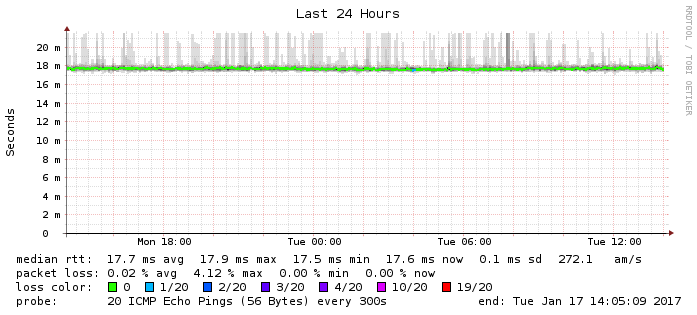 Last 24 Hours
RRDTOOL / TOBI OETIKER
Seconds
20 m
18 m
16 m
14 m
12 m
10 m
8 m
6 m
4 m
2 m
0
Mon 18:00 Tue 00:00 Tue 06:00 Tue 12:00
median rtt: 17.7 ms avg 17.9 ms max 17.5 ms min 17.6 ms now 0.1 ms sd 272.1 am/s
packet loss: 0.02 % avg 4.12 % max 0.00 % min 0.00 % now
loss color: 0 1/20 2/20 3/20 4/20 10/20 19/20
probe: 20 ICMP Echo Pings (56 Bytes) every 300s end: Tue Jan 17 14:05:09 2017